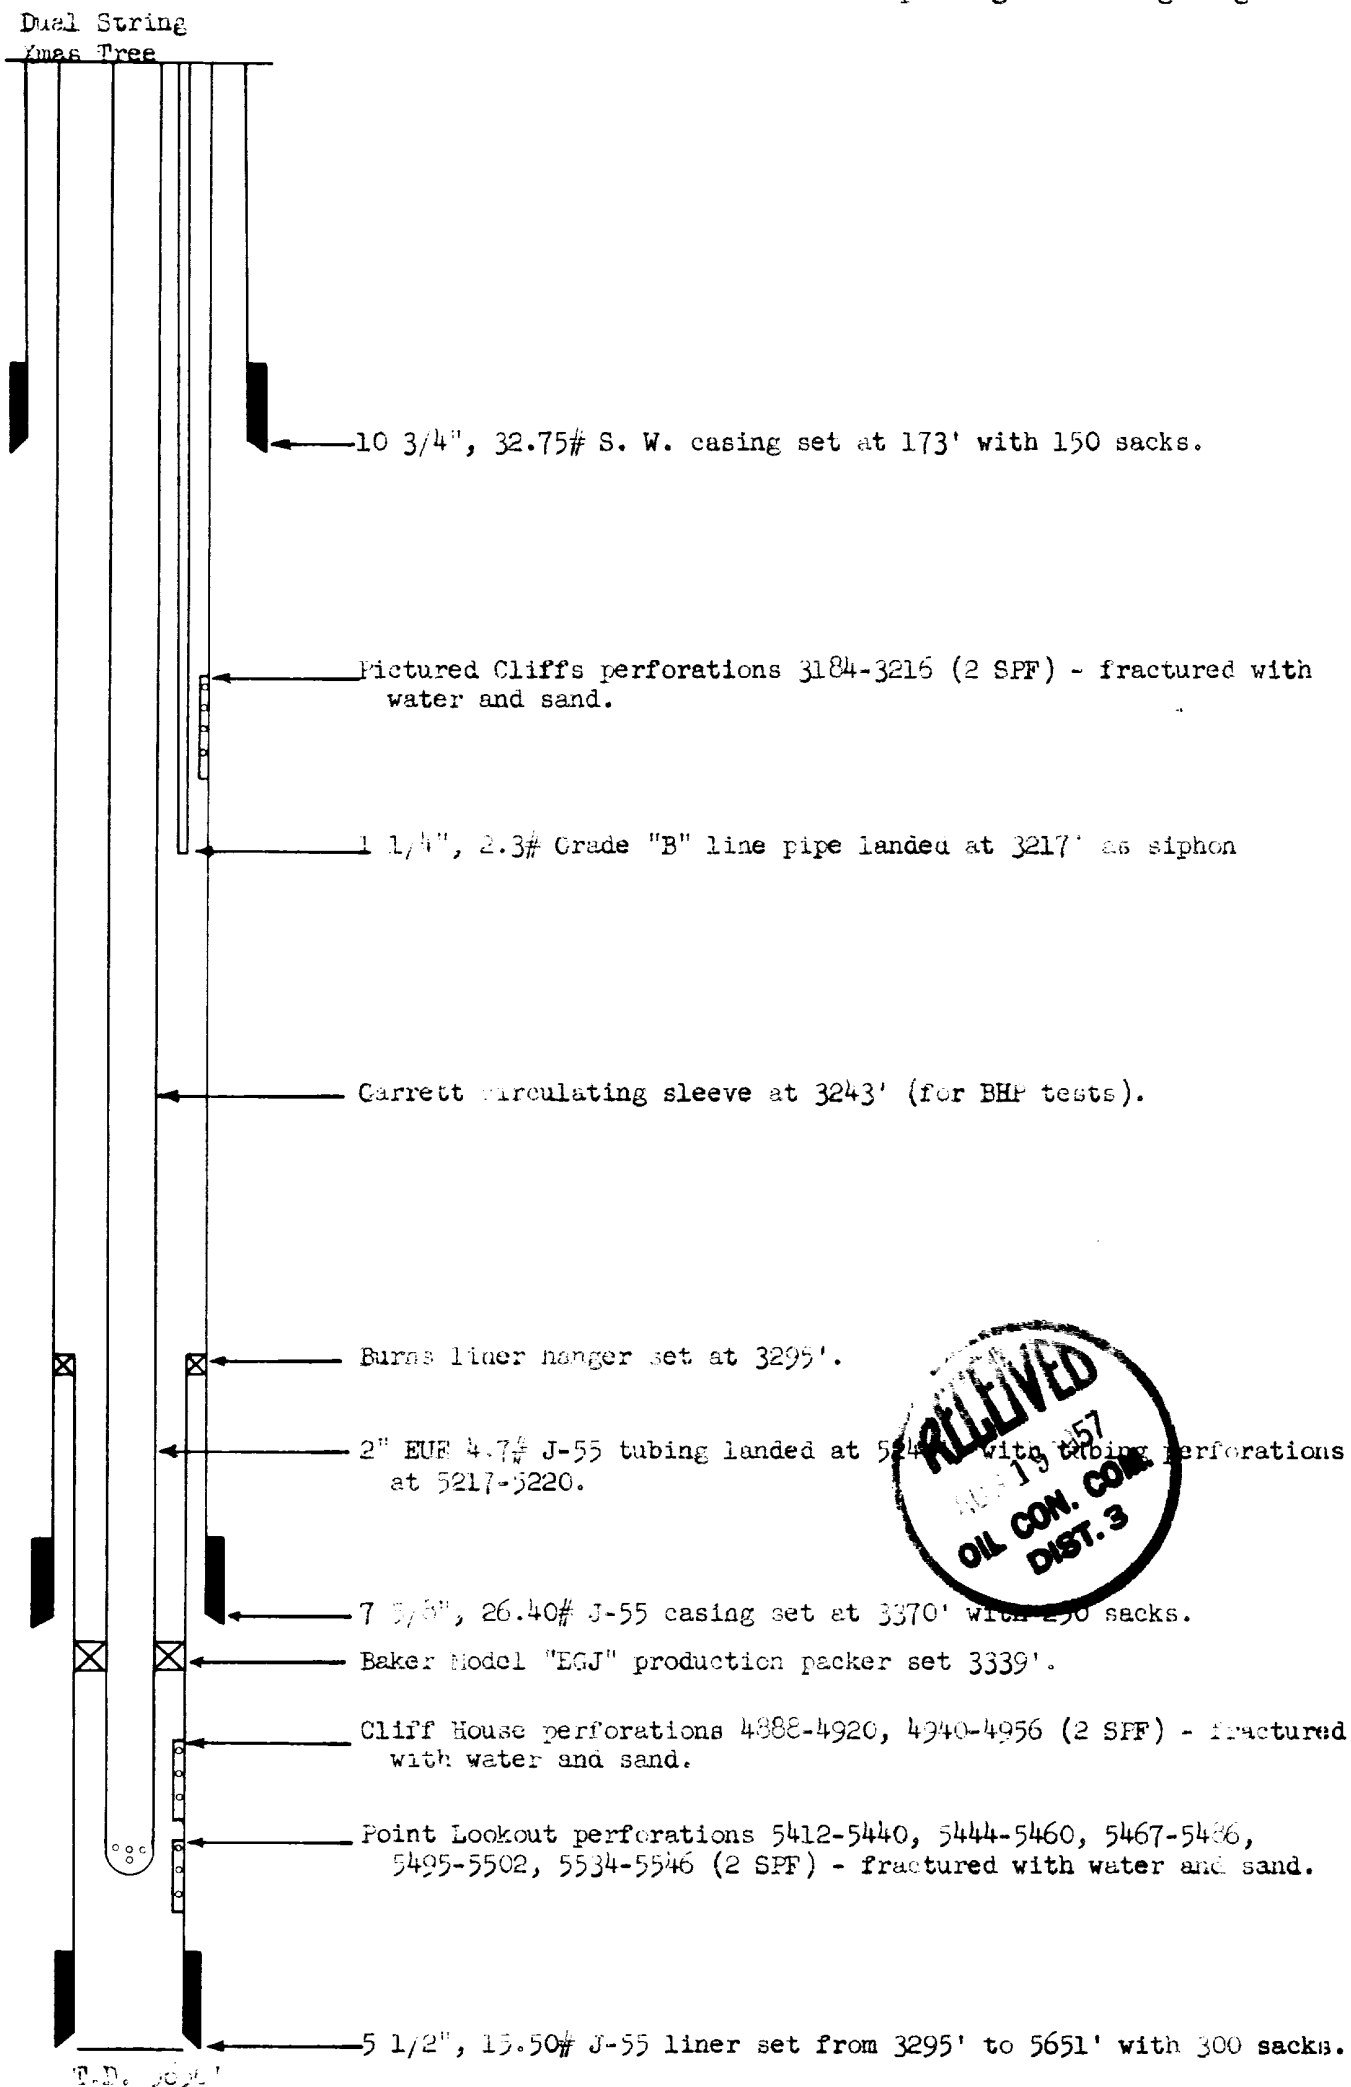 Dual String
Xmas Tree
10 3/4", 32.75# S. W. casing set at 173' with 150 sacks.
Pictured Cliffs perforations 3184-3216 (2 SPF) - fractured with
water and sand.
1 1/4", 2.3# Grade "B" line pipe landed at 3217' as siphon
Garrett circulating sleeve at 3243' (for BHP tests).
Burns liner hanger set at 3295'.
2" EUE 4.7# J-55 tubing landed at with tubing perforations
at 5217-5220.
RECEIVED
19 1957
OIL CON. COM.
DIST. 3
7 5/8", 26.40# J-55 casing set at 3370' with 250 sacks.
Baker Model "EGJ" production packer set 3339'.
Cliff House perforations 4888-4920, 4940-4956 (2 SPF) - fractured
with water and sand.
Point Lookout perforations 5412-5440, 5444-5460, 5467-5486,
5495-5502, 5534-5546 (2 SPF) - fractured with water and sand.
5 1/2", 15.50# J-55 liner set from 3295' to 5651' with 300 sacks.
T.D.